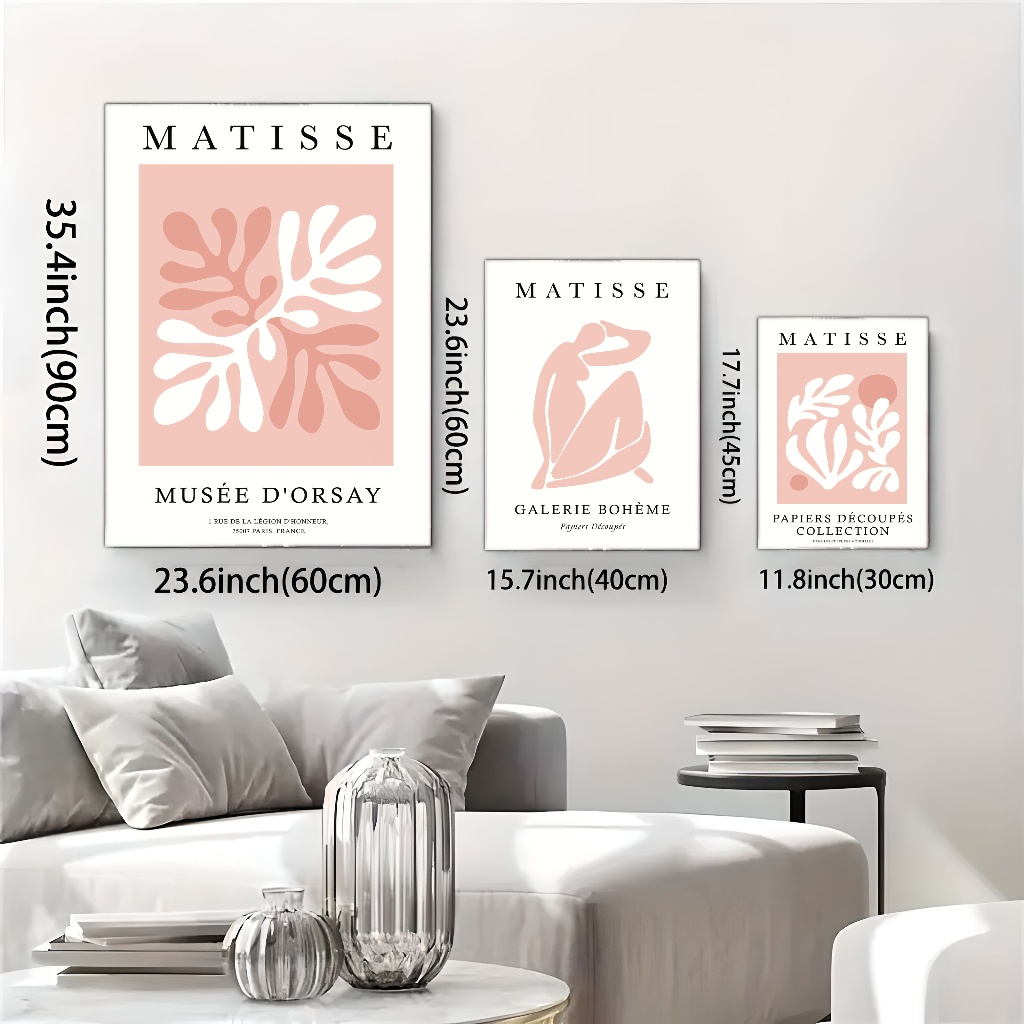 MATISSE
35.4inch(90cm)
MUSÉE D'ORSAY
1 RUE DE LA LÉGION D'HONNEUR,
75007 PARIS, FRANCE
23.6inch(60cm)
MATISSE
23.6inch(60cm)
GALERIE BOHÈME
Papiers Découpés
15.7inch(40cm)
MATISSE
17.7inch(45cm)
PAPIERS DÉCOUPÉS
COLLECTION
11.8inch(30cm)